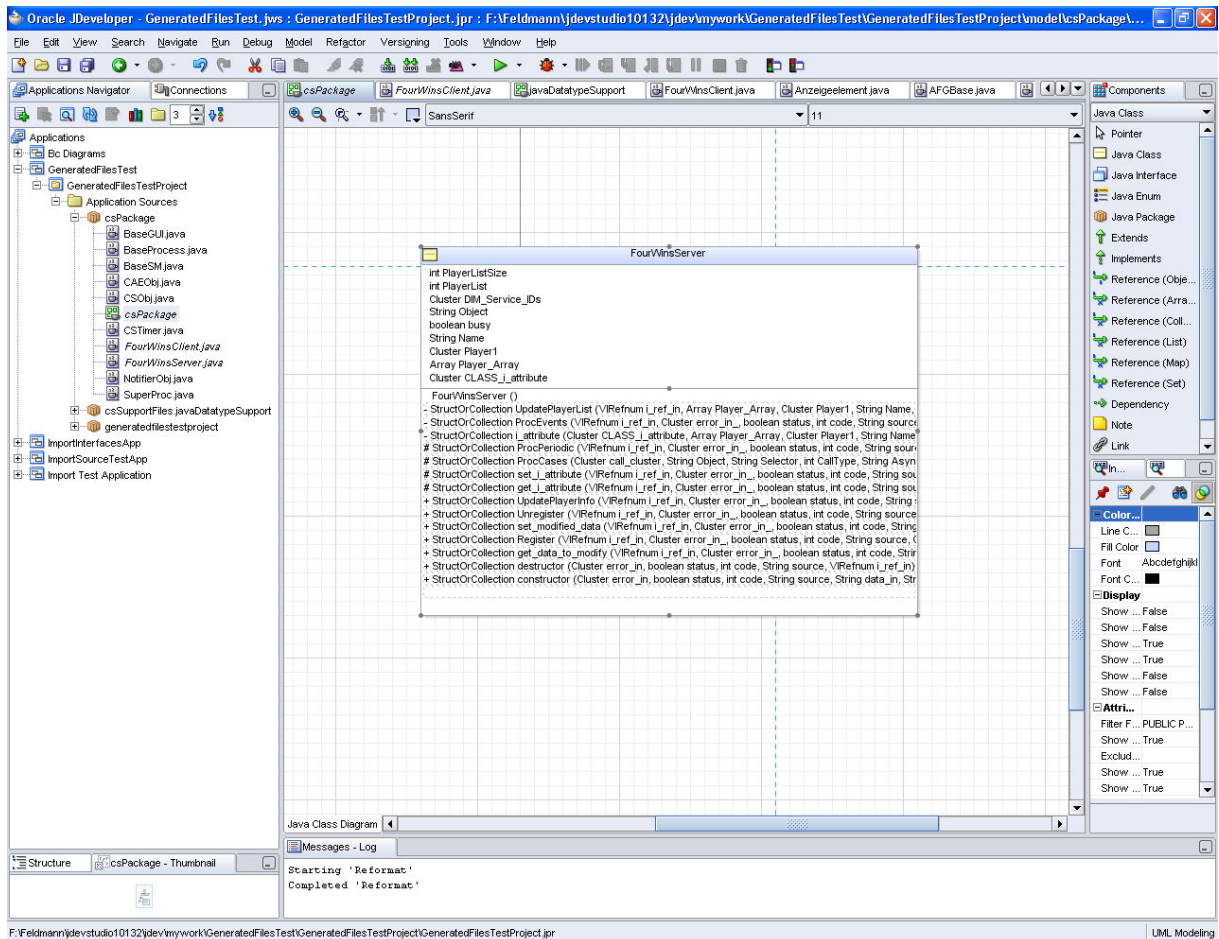 Oracle JDeveloper - GeneratedFilesTest.jws : GeneratedFilesTestProject.jpr : F:\Feldmann\jdevstudio10132\jdev\mywork\GeneratedFilesTest\GeneratedFilesTestProject\model\csPackage\...
File Edit View Search Navigate Run Debug Model Refactor Versioning Tools Window Help
Applications Navigator
Connections
csPackage
FourWinsClient.java
javaDatatypeSupport
FourWinsClient.java
Anzeigeelement.java
AFGBase.java
Components
3
SansSerif
11
Java Class
Applications
Bc Diagrams
GeneratedFilesTest
GeneratedFilesTestProject
Application Sources
csPackage
BaseGUI.java
BaseProcess.java
BaseSM.java
CAEObj.java
CSObj.java
csPackage
CSTimer.java
FourWinsClient.java
FourWinsServer.java
NotifierObj.java
SuperProc.java
csSupportFiles.javaDatatypeSupport
generatedfilestestproject
ImportInterfacesApp
ImportSourceTestApp
Import Test Application
FourWinsServer
int PlayerListSize
int PlayerList
Cluster DIM_Service_IDs
String Object
boolean busy
String Name
Cluster Player1
Array Player_Array
Cluster CLASS_i_attribute
FourWinsServer ()
- StructOrCollection UpdatePlayerList (VIRefnum i_ref_in, Array Player_Array, Cluster Player1, String Name,
- StructOrCollection ProcEvents (VIRefnum i_ref_in, Cluster error_in_, boolean status, int code, String source
- StructOrCollection i_attribute (Cluster CLASS_i_attribute, Array Player_Array, Cluster Player1, String Name
# StructOrCollection ProcPeriodic (VIRefnum i_ref_in, Cluster error_in_, boolean status, int code, String sour
# StructOrCollection ProcCases (Cluster call_cluster, String Object, String Selector, int CallType, String Asyn
# StructOrCollection set_i_attribute (VIRefnum i_ref_in, Cluster error_in_, boolean status, int code, String sou
# StructOrCollection get_i_attribute (VIRefnum i_ref_in, Cluster error_in_, boolean status, int code, String sou
+ StructOrCollection UpdatePlayerInfo (VIRefnum i_ref_in, Cluster error_in_, boolean status, int code, String
+ StructOrCollection Unregister (VIRefnum i_ref_in, Cluster error_in_, boolean status, int code, String source
+ StructOrCollection set_modified_data (VIRefnum i_ref_in, Cluster error_in_, boolean status, int code, String
+ StructOrCollection Register (VIRefnum i_ref_in, Cluster error_in_, boolean status, int code, String source,
+ StructOrCollection get_data_to_modify (VIRefnum i_ref_in, Cluster error_in_, boolean status, int code, Strir
+ StructOrCollection destructor (Cluster error_in, boolean status, int code, String source, VIRefnum i_ref_in)
+ StructOrCollection constructor (Cluster error_in, boolean status, int code, String source, String data_in, Str
Pointer
Java Class
Java Interface
Java Enum
Java Package
Extends
Implements
Reference (Obje...
Reference (Arra...
Reference (Coll...
Reference (List)
Reference (Map)
Reference (Set)
Dependency
Note
Link
In...
Color...
Line C...
Fill Color
Font Abcdefghijkl
Font C...
Display
Show ... False
Show ... False
Show ... True
Show ... True
Show ... False
Show ... False
Attri...
Filter F... PUBLIC P...
Show ... True
Exclud...
Show ... True
Show ... True
Java Class Diagram
Structure
csPackage - Thumbnail
Messages - Log
Starting 'Reformat'
Completed 'Reformat'
F:\Feldmann\jdevstudio10132\jdev\mywork\GeneratedFilesTest\GeneratedFilesTestProject\GeneratedFilesTestProject.jpr
UML Modeling